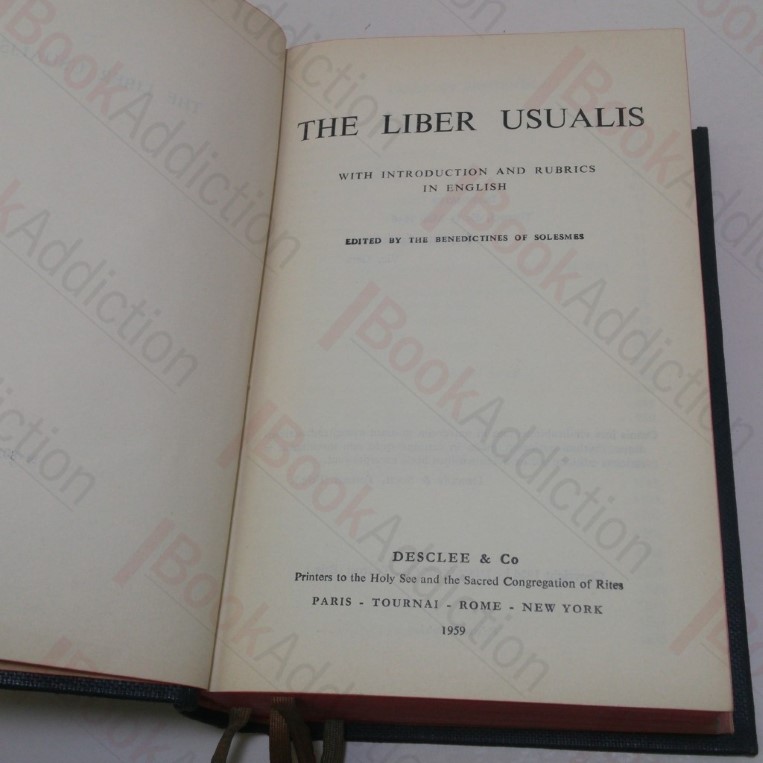 THE LIBER USUALIS
WITH INTRODUCTION AND RUBRICS
IN ENGLISH
EDITED BY THE BENEDICTINES OF SOLESMES
DESCLEE & Co
Printers to the Holy See and the Sacred Congregation of Rites
PARIS - TOURNAI - ROME - NEW YORK
1959
BookAddiction